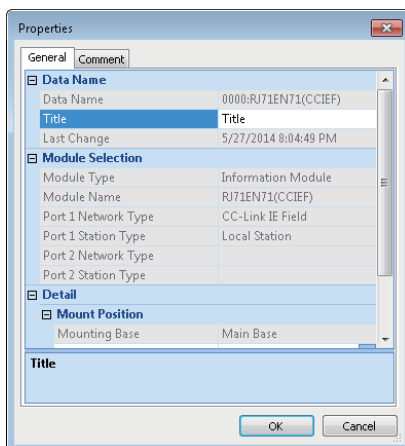 Properties
General Comment
Data Name
Data Name 0000:RJ71EN71(CCIEF)
Title Title
Last Change 5/27/2014 8:04:49 PM
Module Selection
Module Type Information Module
Module Name RJ71EN71(CCIEF)
Port 1 Network Type CC-Link IE Field
Port 1 Station Type Local Station
Port 2 Network Type
Port 2 Station Type
Detail
Mount Position
Mounting Base Main Base
Title
OK Cancel